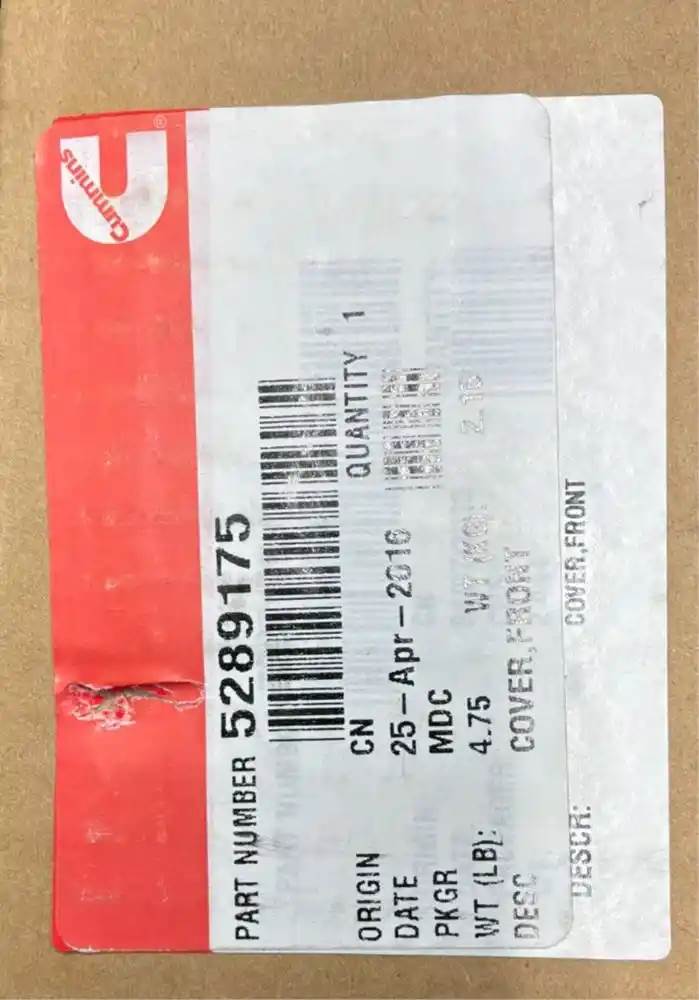 Cummins
®
PART NUMBER 5289175
ORIGIN CN QUANTITY 1
DATE 25-Apr-2016
PKGR MDC
WT (LB): 4.75 WT (KG): 2.16
DESC COVER,FRONT
DESCR: COVER,FRONT